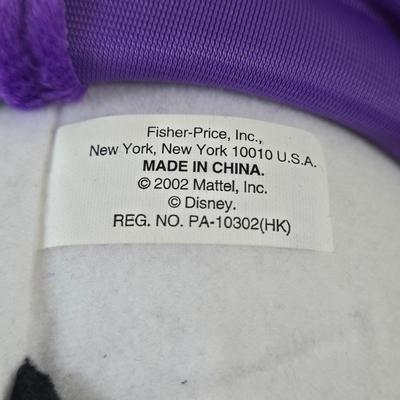 Fisher-Price, Inc.,
New York, New York 10010 U.S.A.
MADE IN CHINA.
© 2002 Mattel, Inc.
© Disney.
REG. NO. PA-10302(HK)